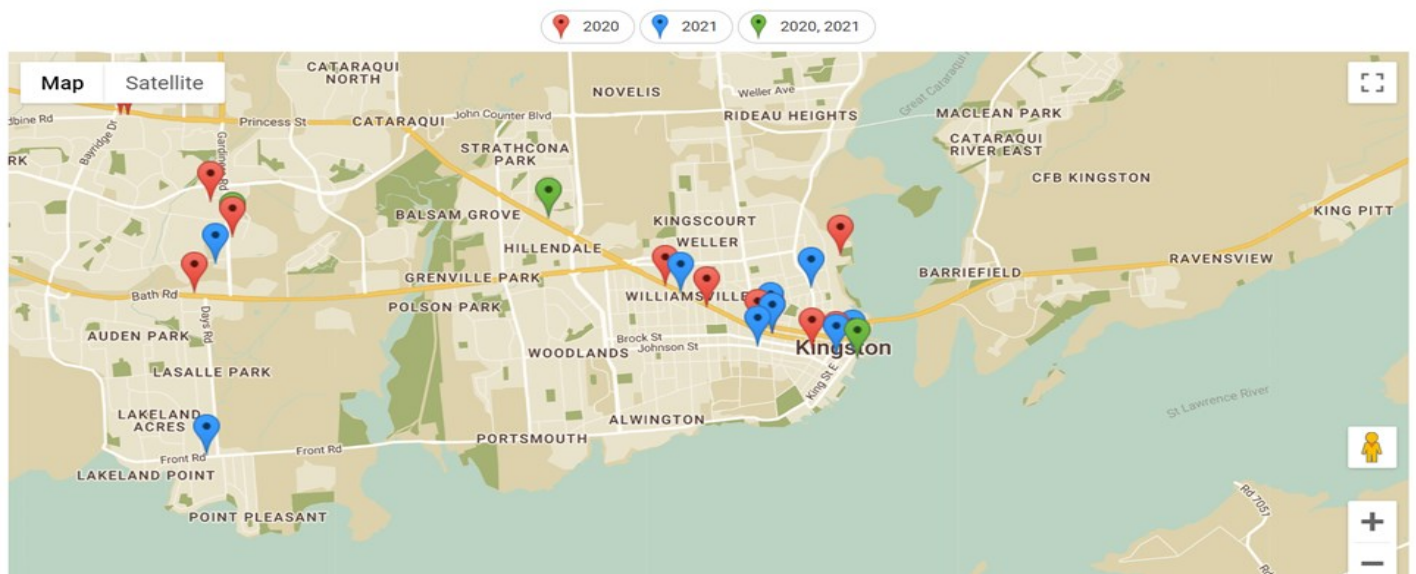 2020
2021
2020, 2021
Map
Satellite
CATARAQUI
NORTH
NOVELIS
Weller Ave
Great Cataraqui
dbine Rd
Princess St
CATARAQUI
John Counter Blvd
RIDEAU HEIGHTS
MACLEAN PARK
Bayridge Dr
STRATHCONA
PARK
CATARAQUI
RIVER EAST
RK
CFB KINGSTON
BALSAM GROVE
KINGSCOURT
KING PITT
WELLER
HILLENDALE
GRENVILLE PARK
BARRIEFIELD
RAVENSVIEW
Bath Rd
POLSON PARK
AUDEN PARK
Days Rd
Brock St
Johnson St
WOODLANDS
Kingston
LASALLE PARK
King St E
St Lawrence River
LAKELAND
ACRES
ALWINGTON
PORTSMOUTH
Front Rd
Front Rd
LAKELAND POINT
POINT PLEASANT
Rd 7051
+
−